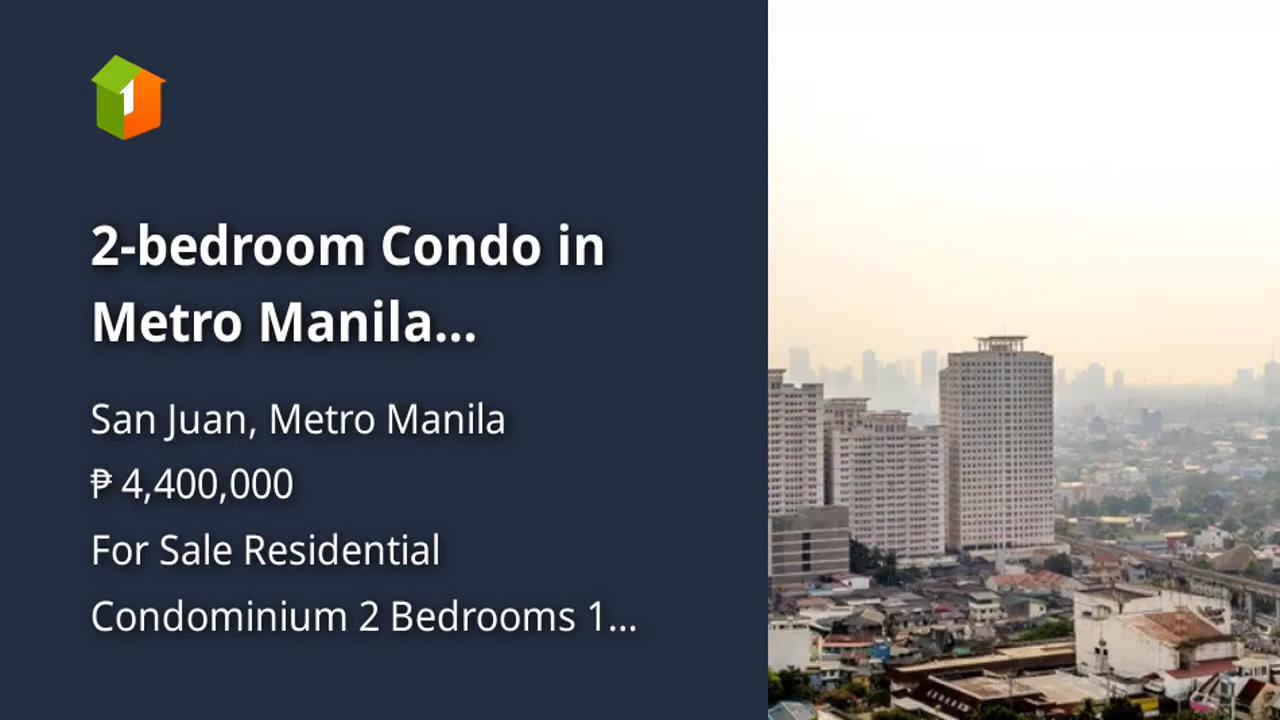 2-bedroom Condo in
Metro Manila...
San Juan, Metro Manila
₱ 4,400,000
For Sale Residential
Condominium 2 Bedrooms 1...